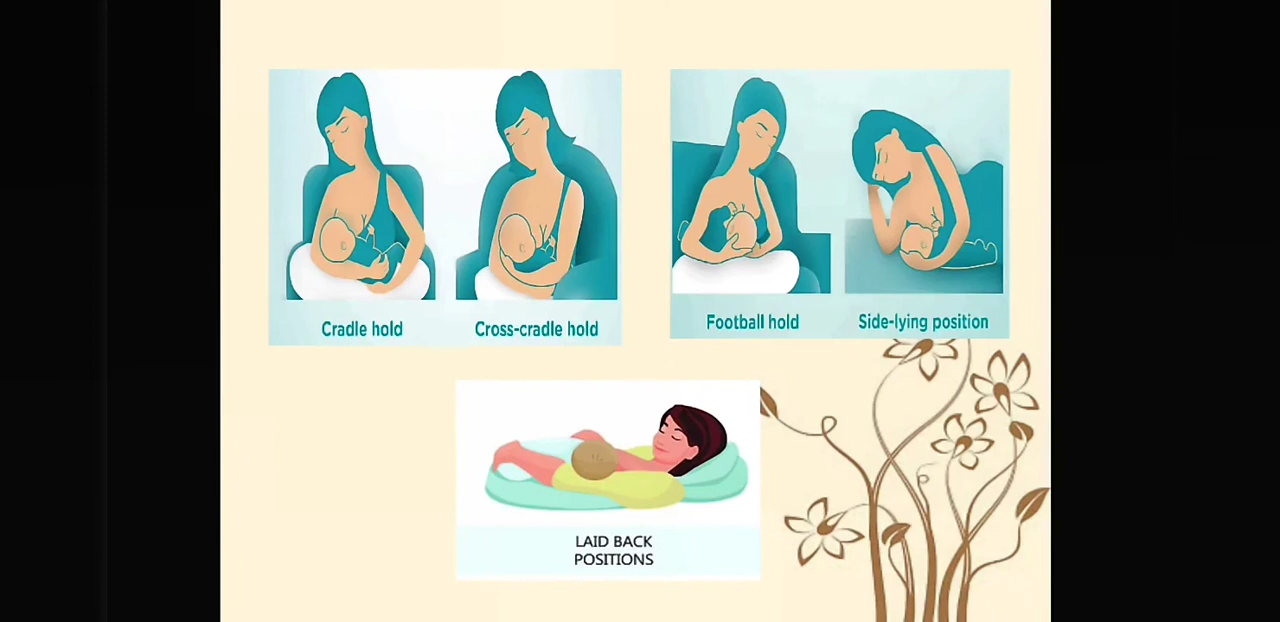 Cradle hold
Cross-cradle hold
Football hold
Side-lying position
LAID BACK
POSITIONS